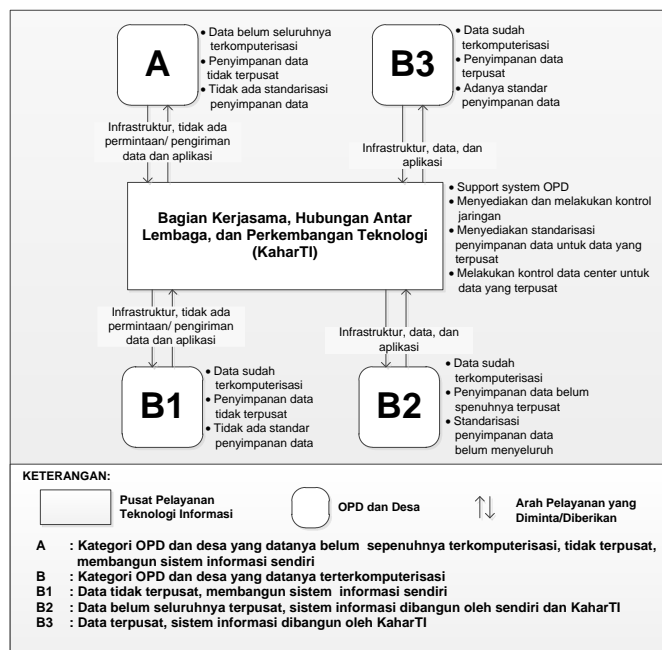 A
• Data belum seluruhnya
terkomputerisasi
• Penyimpanan data
tidak terpusat
• Tidak ada standarisasi
penyimpanan data
B3
• Data sudah
terkomputerisasi
• Penyimpanan data
terpusat
• Adanya standar
penyimpanan data
Infrastruktur, tidak ada
permintaan/ pengiriman
data dan aplikasi
Infrastruktur, data, dan
aplikasi
Bagian Kerjasama, Hubungan Antar
Lembaga, dan Perkembangan Teknologi
(KaharTI)
• Support system OPD
• Menyediakan dan melakukan kontrol
jaringan
• Menyediakan standarisasi
penyimpanan data untuk data yang
terpusat
• Melakukan kontrol data center untuk
data yang terpusat
Infrastruktur, tidak ada
permintaan/ pengiriman
data dan aplikasi
Infrastruktur, data, dan
aplikasi
B1
• Data sudah
terkomputerisasi
• Penyimpanan data
tidak terpusat
• Tidak ada standar
penyimpanan data
B2
• Data sudah
terkomputerisasi
• Penyimpanan data belum
spenuhnya terpusat
• Standarisasi
penyimpanan data
belum menyeluruh
KETERANGAN:
Pusat Pelayanan
Teknologi Informasi
OPD dan Desa
Arah Pelayanan yang
Diminta/Diberikan
A : Kategori OPD dan desa yang datanya belum sepenuhnya terkomputerisasi, tidak terpusat,
membangun sistem informasi sendiri
B : Kategori OPD dan desa yang datanya terterkomputerisasi
B1 : Data tidak terpusat, membangun sistem informasi sendiri
B2 : Data belum seluruhnya terpusat, sistem informasi dibangun oleh sendiri dan KaharTI
B3 : Data terpusat, sistem informasi dibangun oleh KaharTI